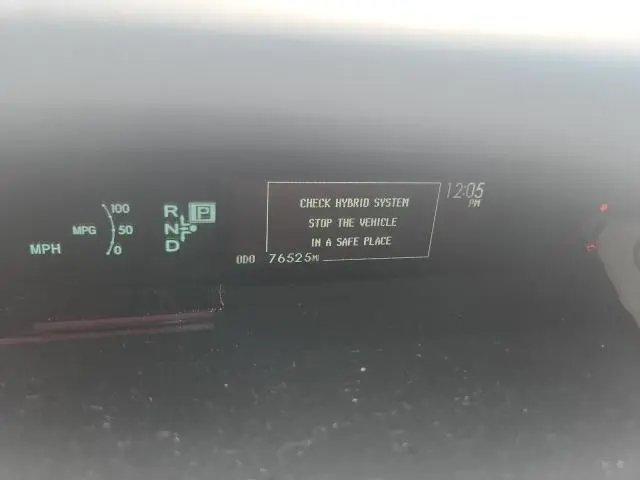 12:05
PM
CHECK HYBRID SYSTEM
STOP THE VEHICLE
IN A SAFE PLACE
ODO 76525MI
100
MPG 50
0
MPH
R P
N
D